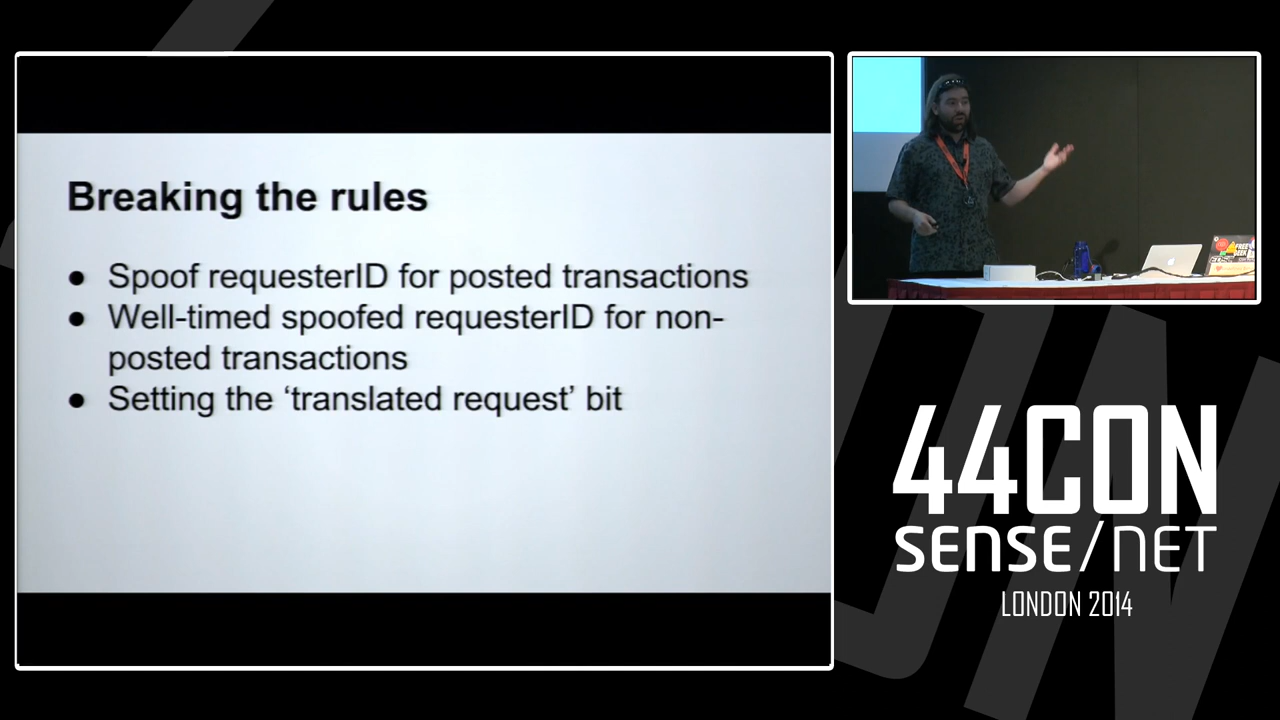 Breaking the rules
● Spoof requesterID for posted transactions
● Well-timed spoofed requesterID for non-
posted transactions
● Setting the ‘translated request’ bit
44CON
SENSE/NET
LONDON 2014